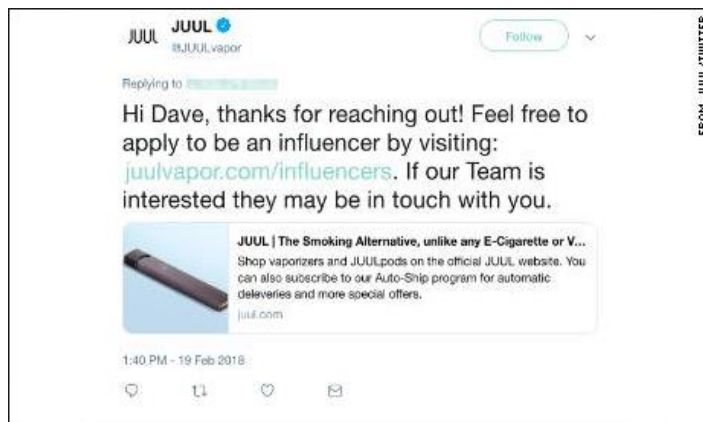 JUUL
JUUL
Follow
@JUULvapor
Replying to
Hi Dave, thanks for reaching out! Feel free to
apply to be an influencer by visiting:
juulvapor.com/influencers. If our Team is
interested they may be in touch with you.
JUUL | The Smoking Alternative, unlike any E-Cigarette or V...
Shop vaporizers and JUULpods on the official JUUL website. You
can also subscribe to our Auto-Ship program for automatic
deleveries and more special offers.
juul.com
1:40 PM - 19 Feb 2018
FROM JUUL/TWITTER